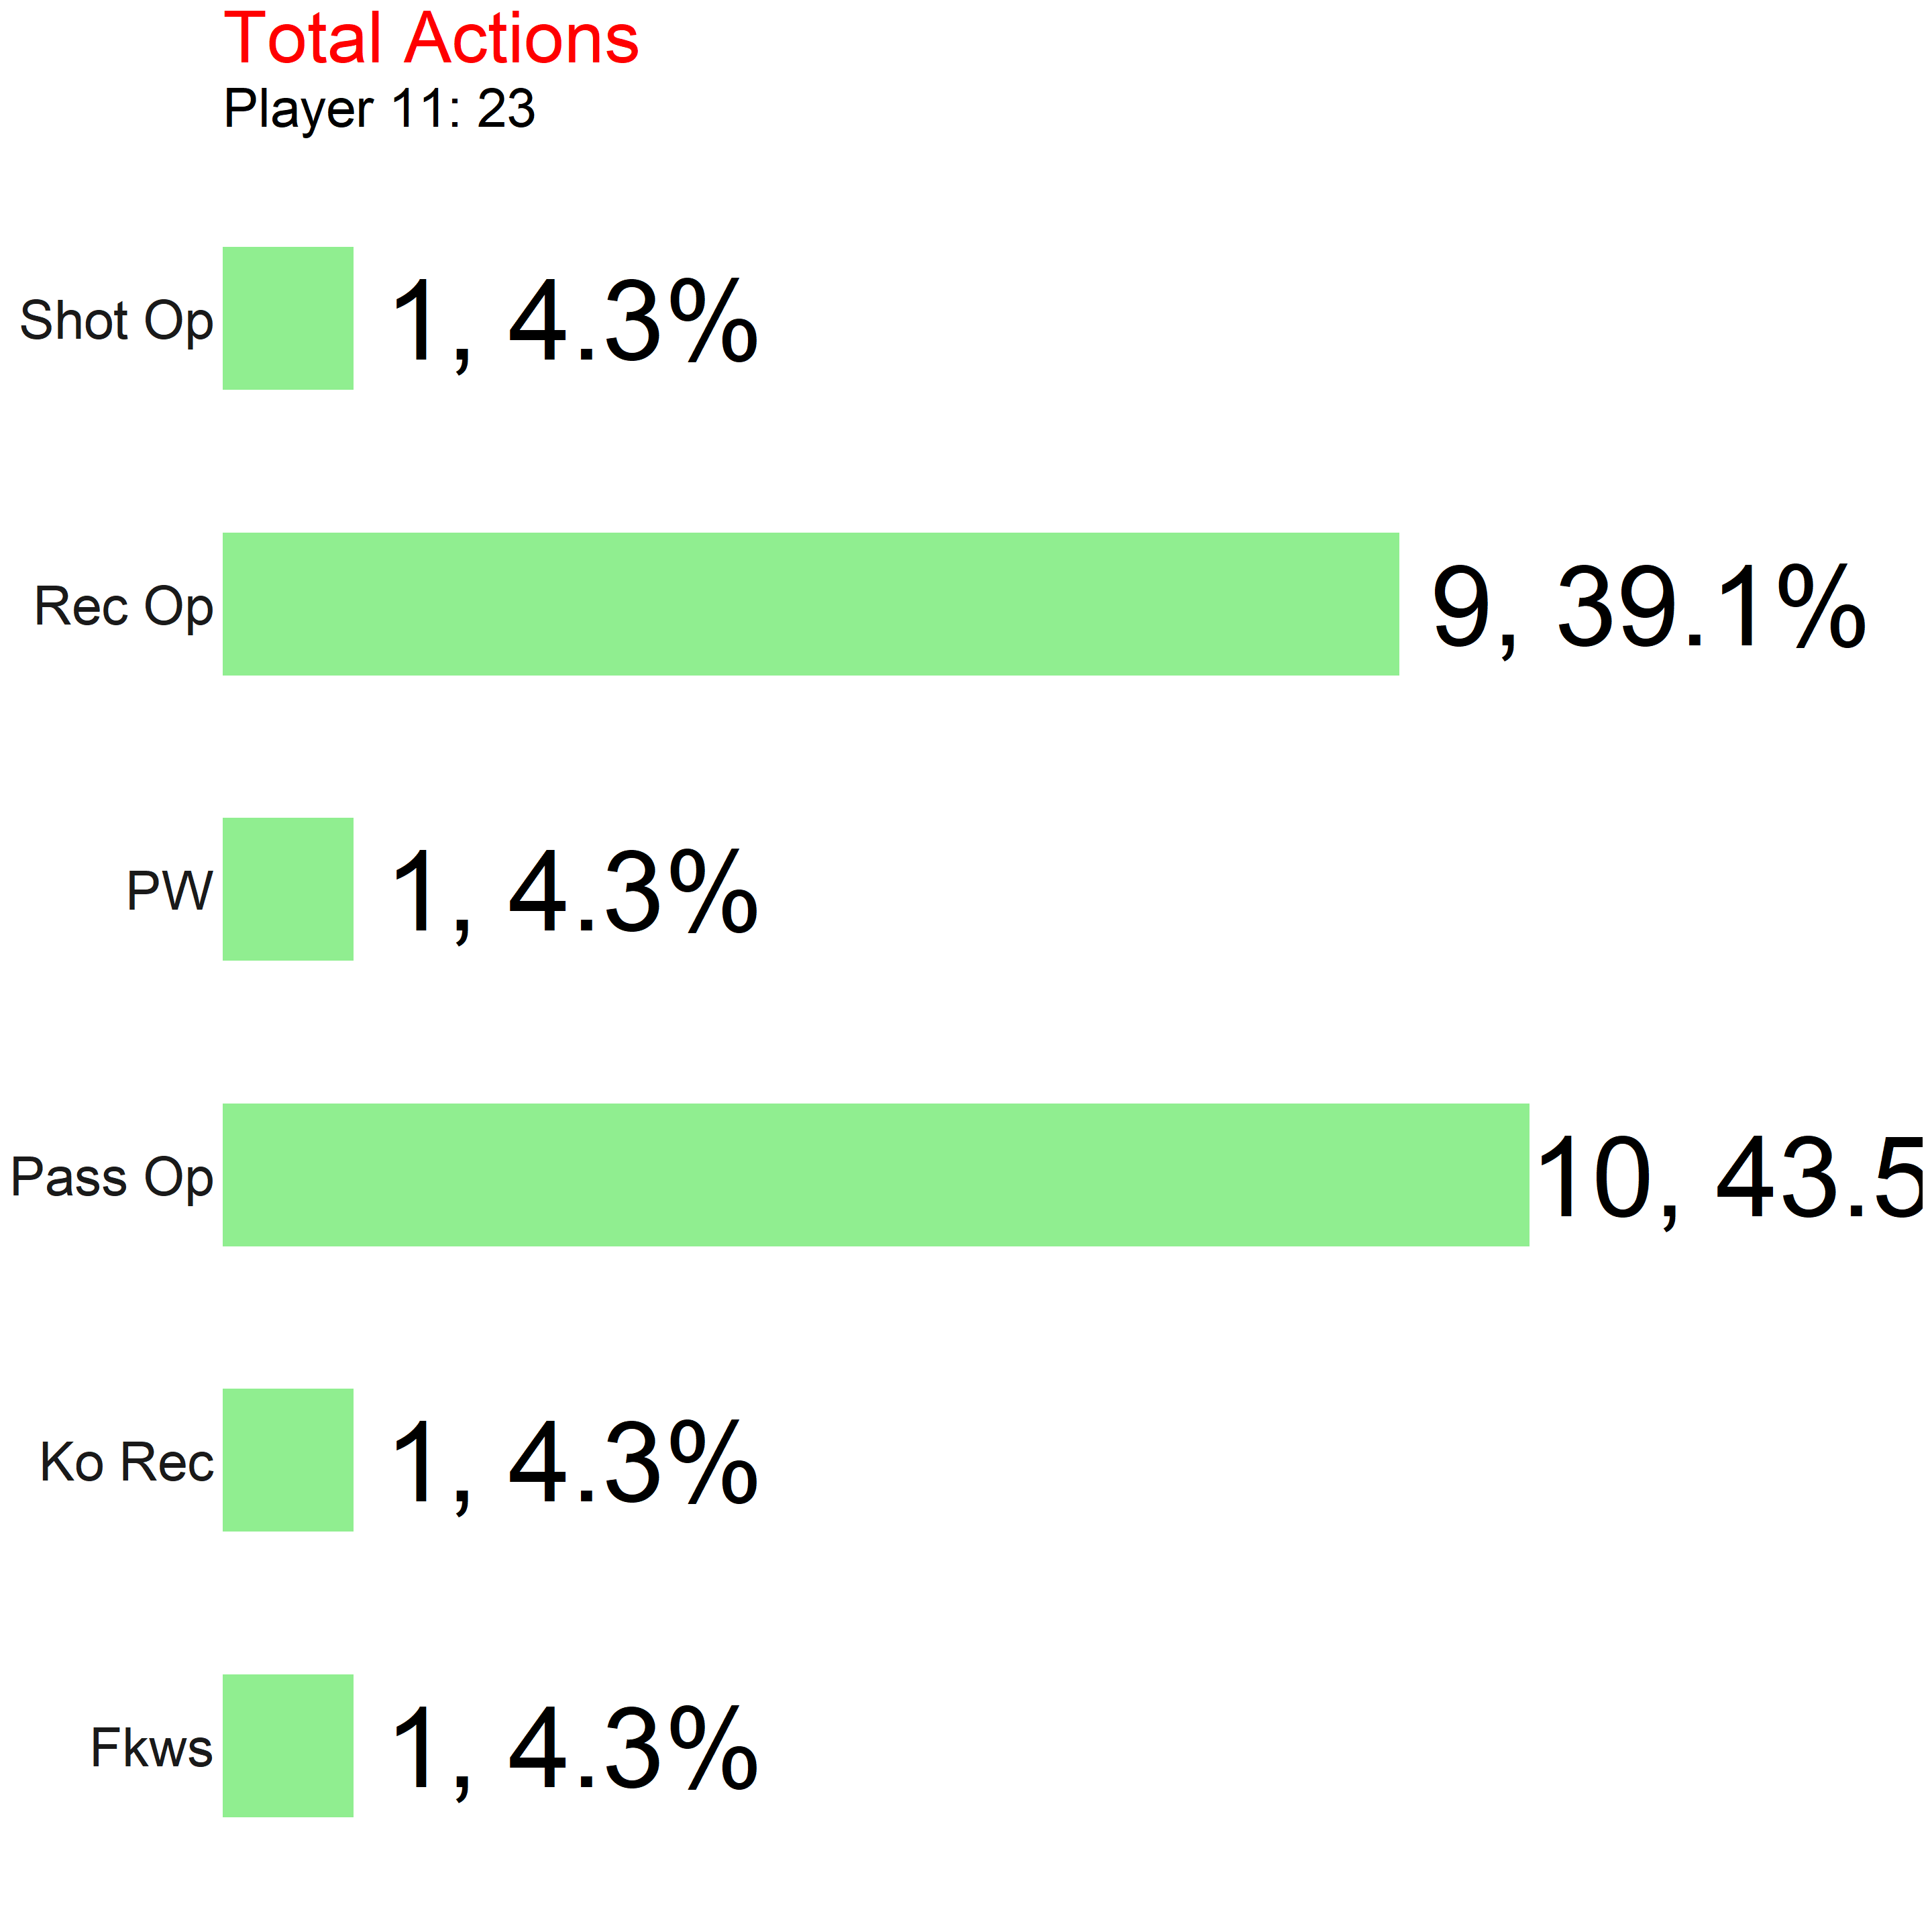 Total Actions
Player 11: 23
Shot Op 1, 4.3%
Rec Op 9, 39.1%
PW 1, 4.3%
Pass Op 10, 43.5
Ko Rec 1, 4.3%
Fkws 1, 4.3%